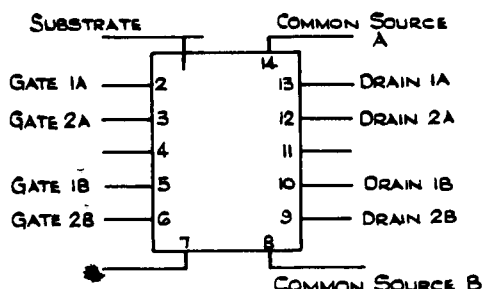 SUBSTRATE
COMMON SOURCE A
14
GATE 1A 2 13 DRAIN 1A
GATE 2A 3 12 DRAIN 2A
4 11
GATE 1B 5 10 DRAIN 1B
GATE 2B 6 9 DRAIN 2B
7 8
COMMON SOURCE B